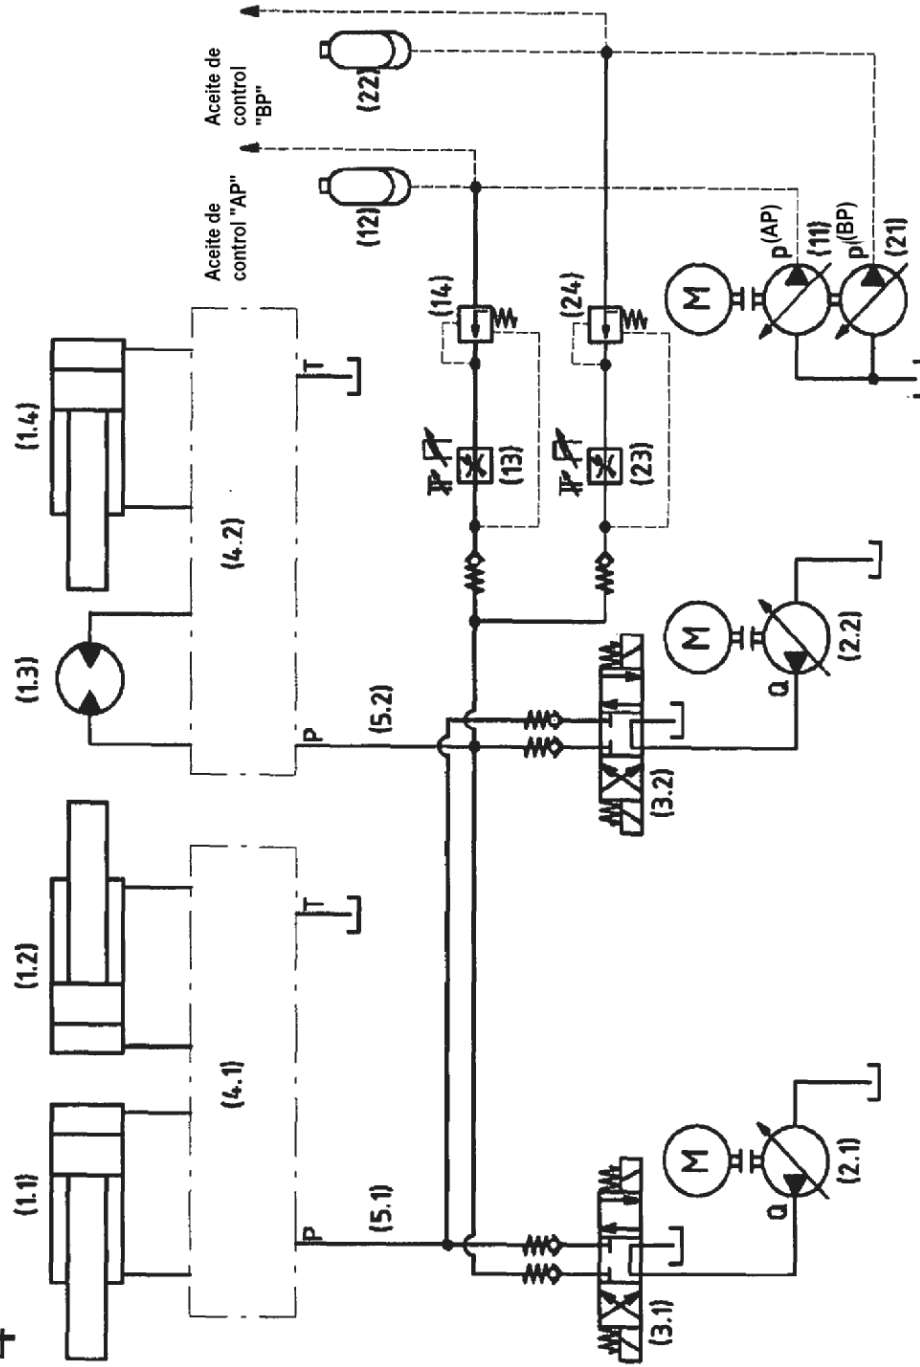 Aceite de
control
"BP"
(22)
Aceite de
control "AP"
(12)
(14)
(24)
(13)
(23)
M
p(AP)
(11)
p(BP)
(21)
(1.4)
(1.3)
(1.2)
(1.1)
(4.2)
T
P
(5.2)
(4.1)
T
P
(5.1)
(3.2)
M
Q
(2.2)
(3.1)
M
Q
(2.1)